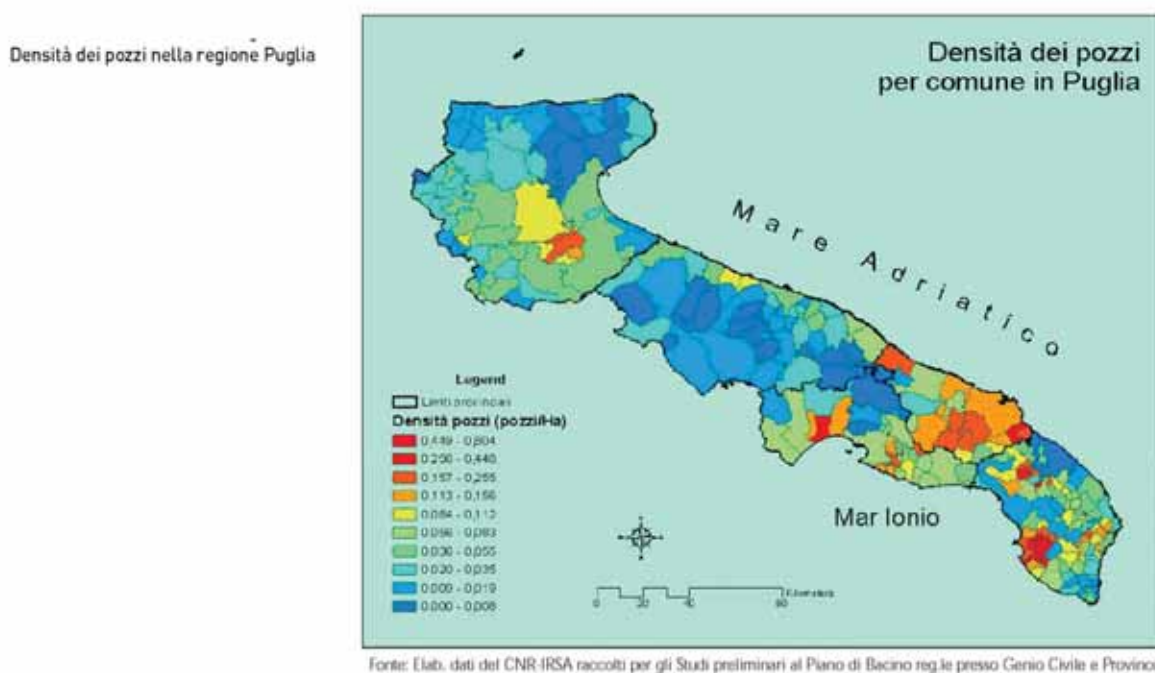 Densità dei pozzi nella regione Puglia
Densità dei pozzi
per comune in Puglia
Mare Adriatico
Mar Ionio
Legend
Limiti provinciali
Densità pozzi (pozzi/Ha)
0,449 - 0,804
0,256 - 0,448
0,157 - 0,255
0,113 - 0,156
0,084 - 0,112
0,056 - 0,083
0,036 - 0,055
0,020 - 0,035
0,009 - 0,019
0,000 - 0,008
0 20 40 80
Kilometers
Fonte: Elab. dati del CNR-IRSA raccolti per gli Studi preliminari al Piano di Bacino reg.le presso Genio Civile e Province